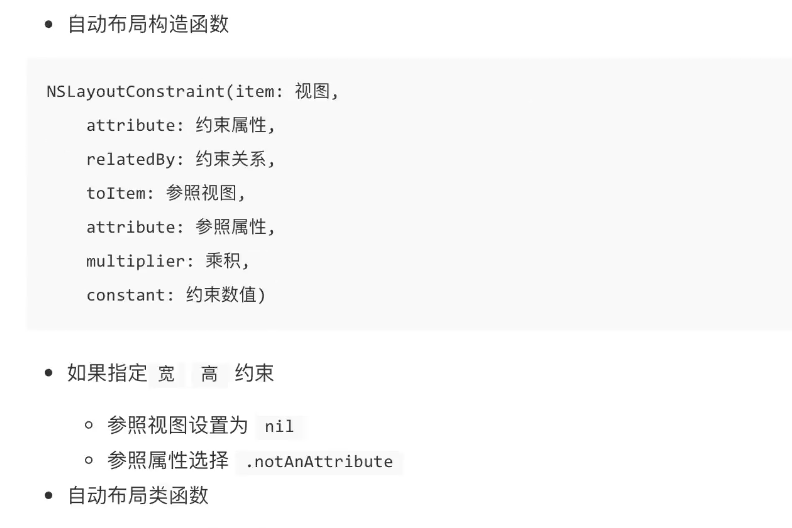 自动布局构造函数
NSLayoutConstraint(item: 视图,
attribute: 约束属性,
relatedBy: 约束关系,
toItem: 参照视图,
attribute: 参照属性,
multiplier: 乘积,
constant: 约束数值)
如果指定 宽 高 约束
参照视图设置为 nil
参照属性选择 .notAnAttribute
自动布局类函数